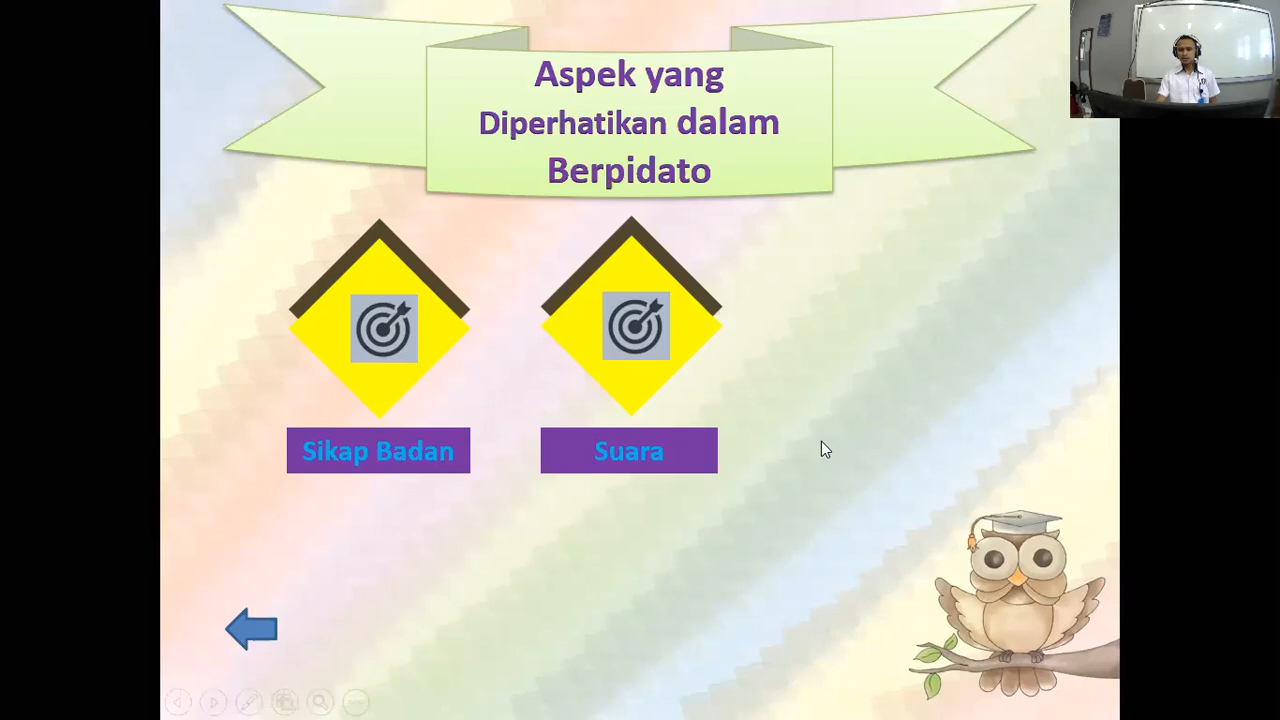 Aspek yang
Diperhatikan dalam
Berpidato
Sikap Badan
Suara